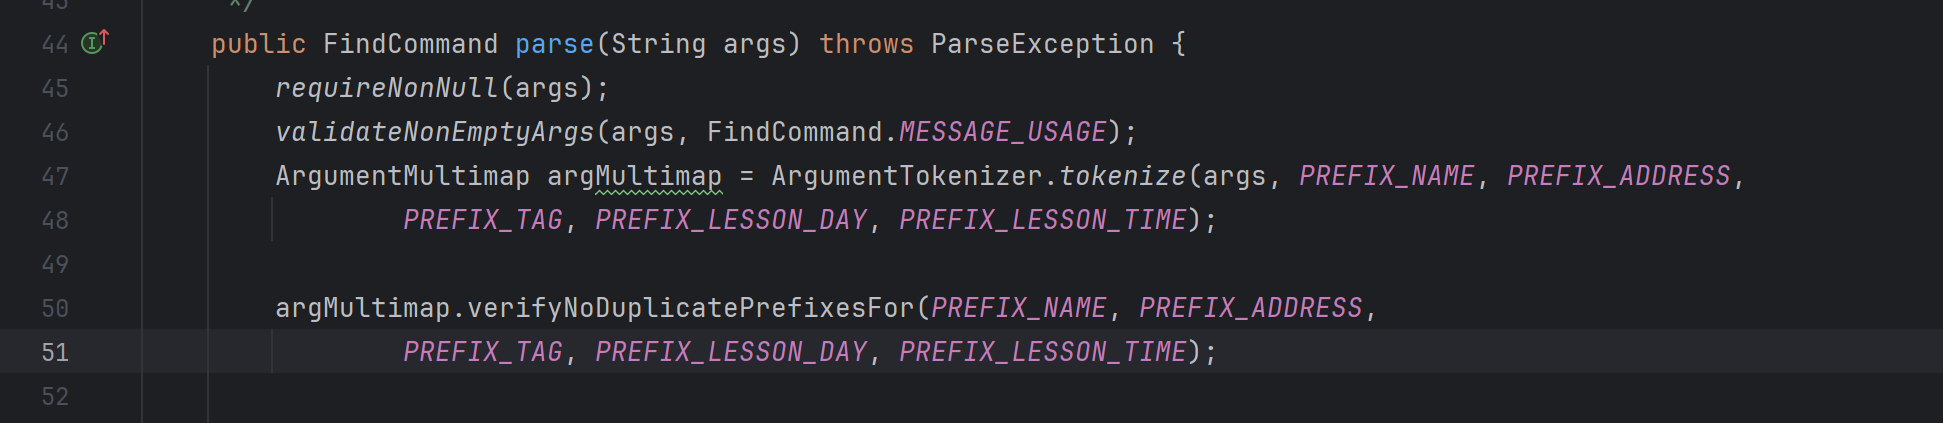 43 */
44 public FindCommand parse(String args) throws ParseException {
45 requireNonNull(args);
46 validateNonEmptyArgs(args, FindCommand.MESSAGE_USAGE);
47 ArgumentMultimap argMultimap = ArgumentTokenizer.tokenize(args, PREFIX_NAME, PREFIX_ADDRESS,
48 PREFIX_TAG, PREFIX_LESSON_DAY, PREFIX_LESSON_TIME);
49
50 argMultimap.verifyNoDuplicatePrefixesFor(PREFIX_NAME, PREFIX_ADDRESS,
51 PREFIX_TAG, PREFIX_LESSON_DAY, PREFIX_LESSON_TIME);
52